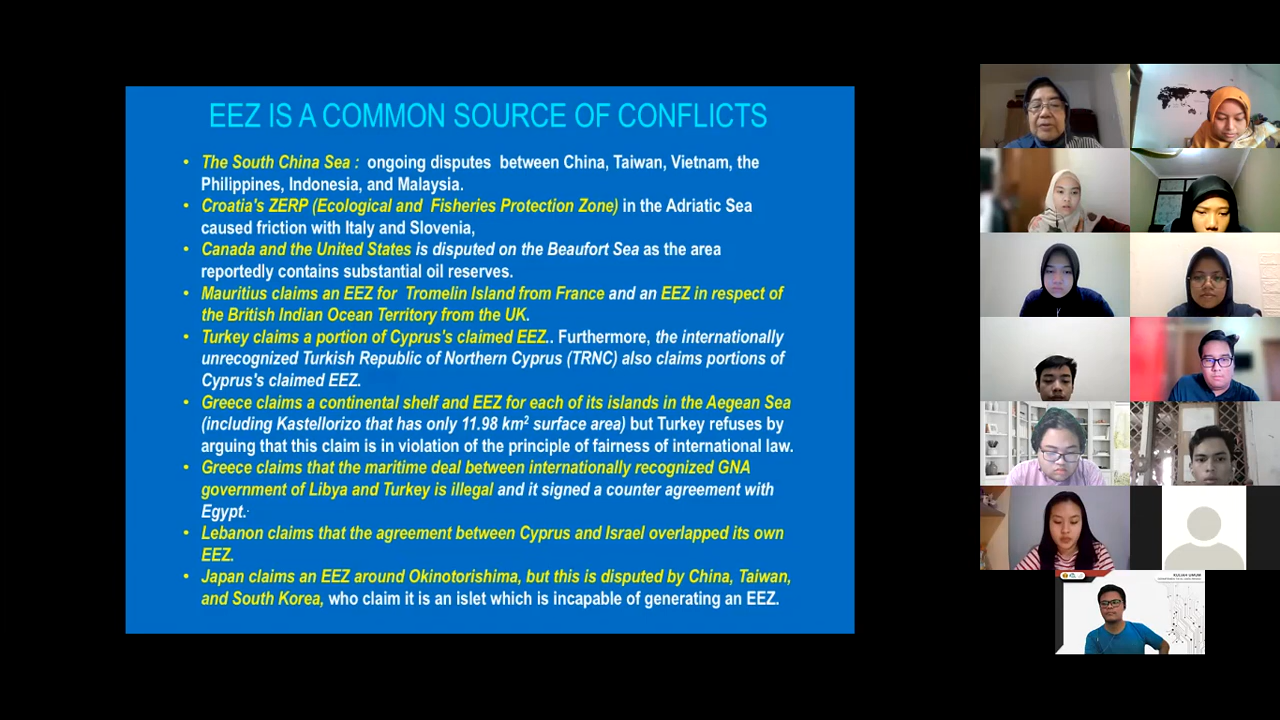 EEZ IS A COMMON SOURCE OF CONFLICTS
• The South China Sea : ongoing disputes between China, Taiwan, Vietnam, the
Philippines, Indonesia, and Malaysia.
• Croatia's ZERP (Ecological and Fisheries Protection Zone) in the Adriatic Sea
caused friction with Italy and Slovenia,
• Canada and the United States is disputed on the Beaufort Sea as the area
reportedly contains substantial oil reserves.
• Mauritius claims an EEZ for Tromelin Island from France and an EEZ in respect of
the British Indian Ocean Territory from the UK.
• Turkey claims a portion of Cyprus's claimed EEZ.. Furthermore, the internationally
unrecognized Turkish Republic of Northern Cyprus (TRNC) also claims portions of
Cyprus's claimed EEZ.
• Greece claims a continental shelf and EEZ for each of its islands in the Aegean Sea
(including Kastellorizo that has only 11.98 km² surface area) but Turkey refuses by
arguing that this claim is in violation of the principle of fairness of international law.
• Greece claims that the maritime deal between internationally recognized GNA
government of Libya and Turkey is illegal and it signed a counter agreement with
Egypt..
• Lebanon claims that the agreement between Cyprus and Israel overlapped its own
EEZ.
• Japan claims an EEZ around Okinotorishima, but this is disputed by China, Taiwan,
and South Korea, who claim it is an islet which is incapable of generating an EEZ.
KULIAH UMUM